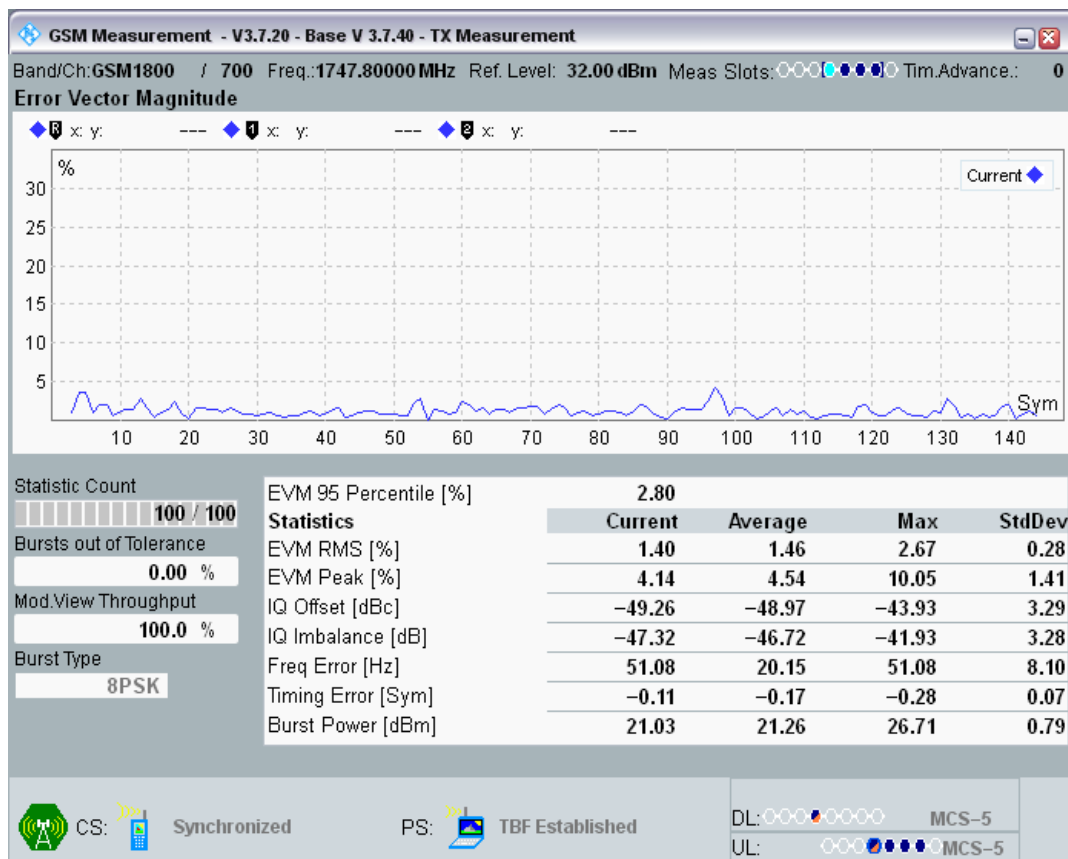 GSM Measurement - V3.7.20 - Base V 3.7.40 - TX Measurement
Band/Ch:GSM1800 / 700 Freq.:1747.80000 MHz Ref. Level: 32.00 dBm Meas Slots: Tim.Advance.: 0
Error Vector Magnitude
R x: y: --- 1 x: y: --- 2 x: y: ---
%
Current
30
25
20
15
10
5
Sym
10 20 30 40 50 60 70 80 90 100 110 120 130 140
Statistic Count
100 / 100
Bursts out of Tolerance
0.00 %
Mod.View Throughput
100.0 %
Burst Type
8PSK
EVM 95 Percentile [%] 2.80
Statistics Current Average Max StdDev
EVM RMS [%] 1.40 1.46 2.67 0.28
EVM Peak [%] 4.14 4.54 10.05 1.41
IQ Offset [dBc] −49.26 −48.97 −43.93 3.29
IQ Imbalance [dB] −47.32 −46.72 −41.93 3.28
Freq Error [Hz] 51.08 20.15 51.08 8.10
Timing Error [Sym] −0.11 −0.17 −0.28 0.07
Burst Power [dBm] 21.03 21.26 26.71 0.79
CS: Synchronized PS: TBF Established
DL: MCS−5
UL: MCS−5